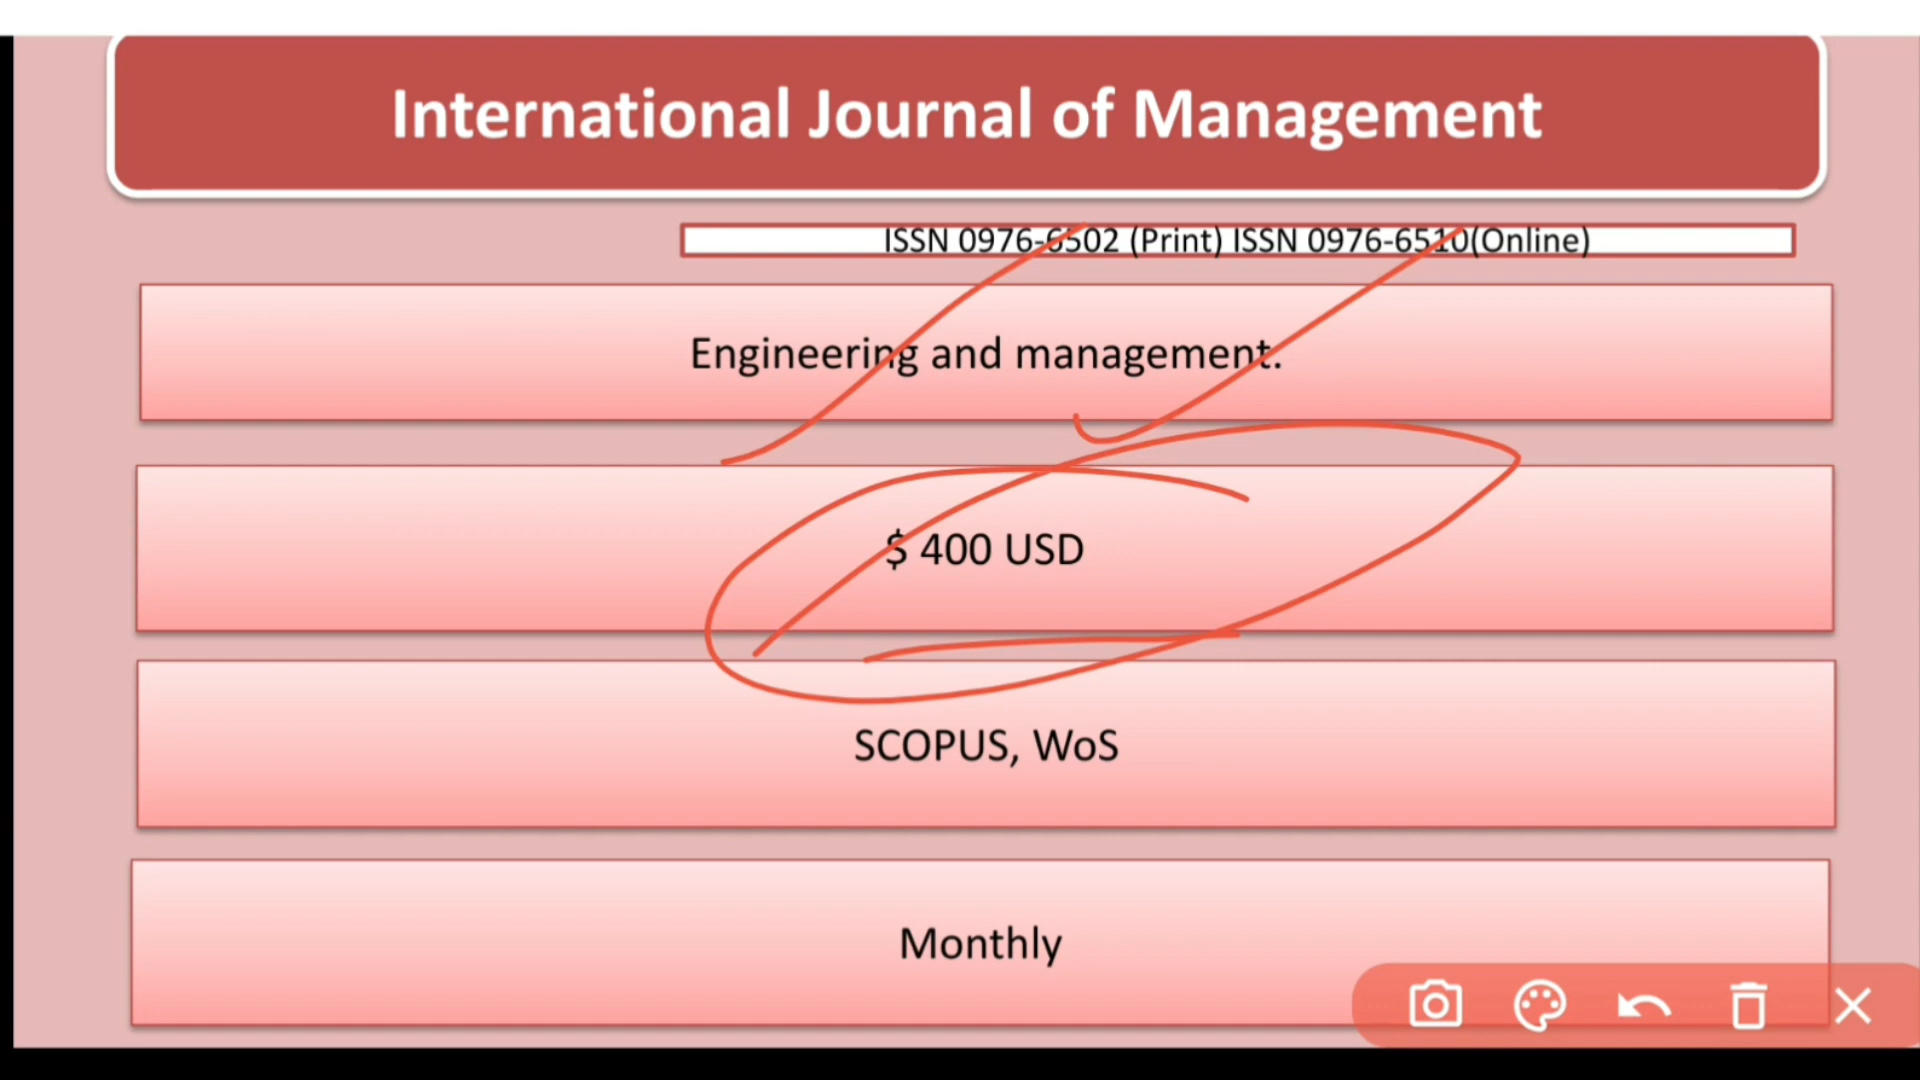 International Journal of Management
ISSN 0976-6502 (Print) ISSN 0976-6510(Online)
Engineering and management.
$ 400 USD
SCOPUS, WoS
Monthly